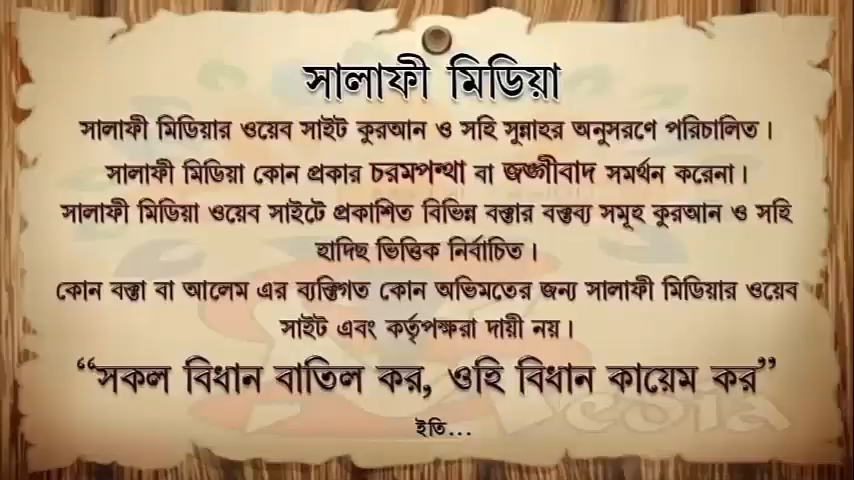 সালাফী মিডিয়া
সালাফী মিডিয়ার ওয়েব সাইট কুরআন ও সহি সুন্নাহর অনুসরণে পরিচালিত।
সালাফী মিডিয়া কোন প্রকার চরমপন্থা বা জঙ্গীবাদ সমর্থন করেনা।
সালাফী মিডিয়া ওয়েব সাইটে প্রকাশিত বিভিন্ন বক্তার বক্তব্য সমূহ কুরআন ও সহি
হাদিছ ভিত্তিক নির্বাচিত।
কোন বক্তা বা আলেম এর ব্যক্তিগত কোন অভিমতের জন্য সালাফী মিডিয়ার ওয়েব
সাইট এবং কর্তৃপক্ষরা দায়ী নয়।
“সকল বিধান বাতিল কর, ওহি বিধান কায়েম কর”
ইতি...